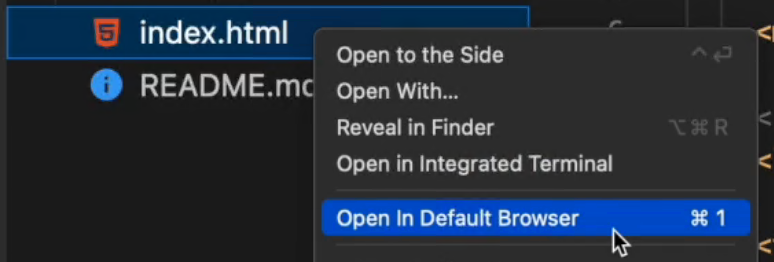 index.html
README.md
Open to the Side ^⏎
Open With...
Reveal in Finder ⌥⌘R
Open in Integrated Terminal
Open In Default Browser ⌘1